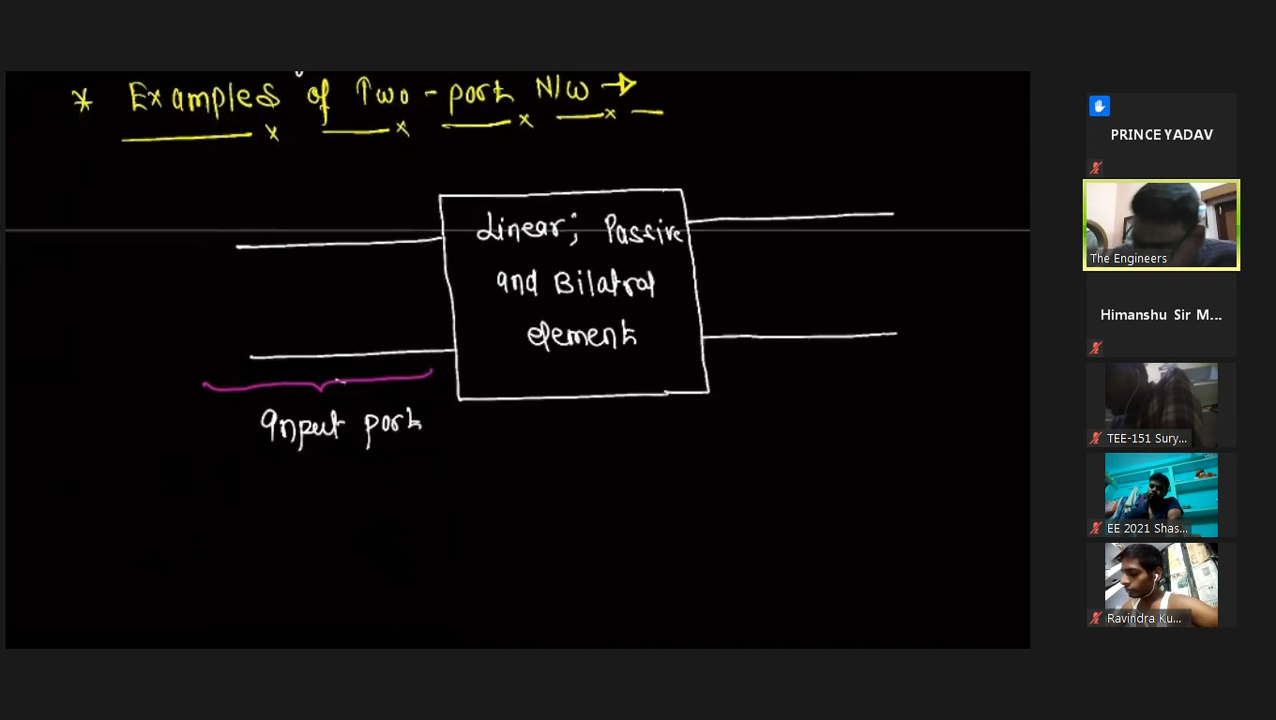 * Examples of Two-port N/W →
Linear; Passive
and Bilatral
element
Input port
PRINCE YADAV
The Engineers
Himanshu Sir M...
TEE-151 Sury...
EE 2021 Shas...
Ravindra Ku...